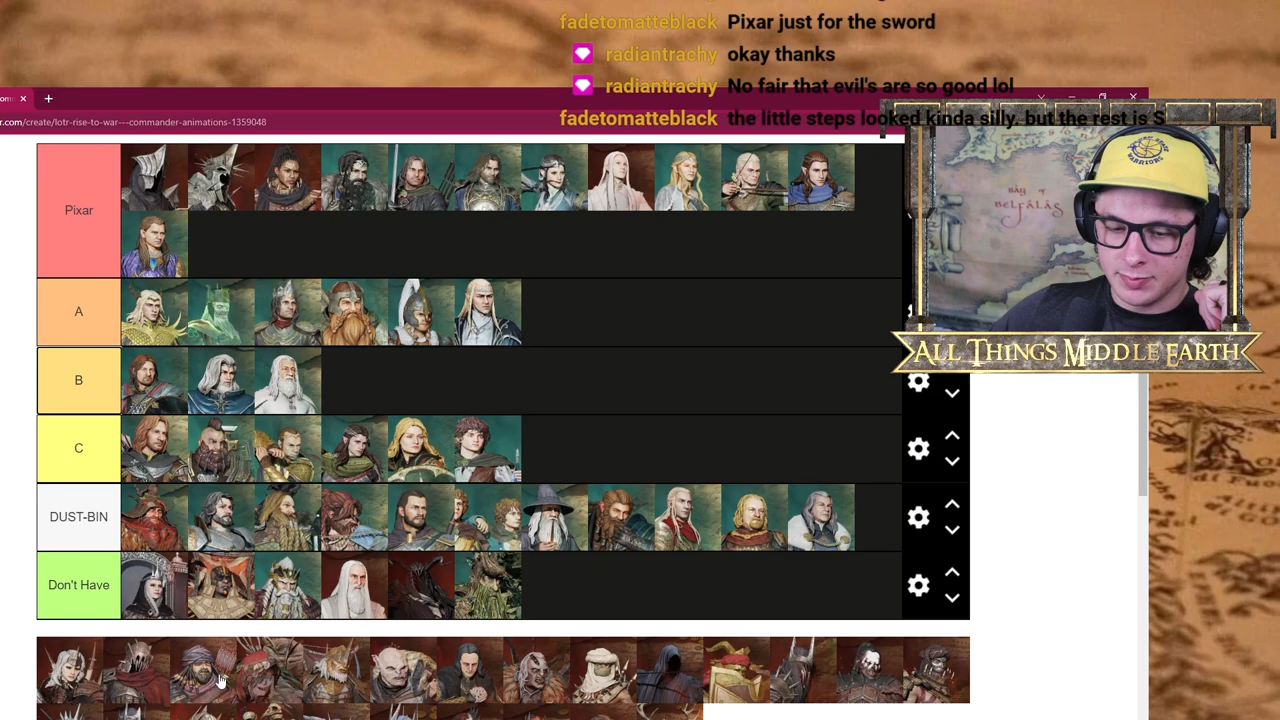 fadetomatteblack Pixar just for the sword
radiantrachy okay thanks
radiantrachy No fair that evil's are so good lol
fadetomatteblack the little steps looked kinda silly. but the rest is S
r.com/create/lotr-rise-to-war---commander-animations-1359048
Pixar
A
B
C
DUST-BIN
Don't Have
BAY OF
BELFALAS
ALL THINGS MIDDLE EARTH